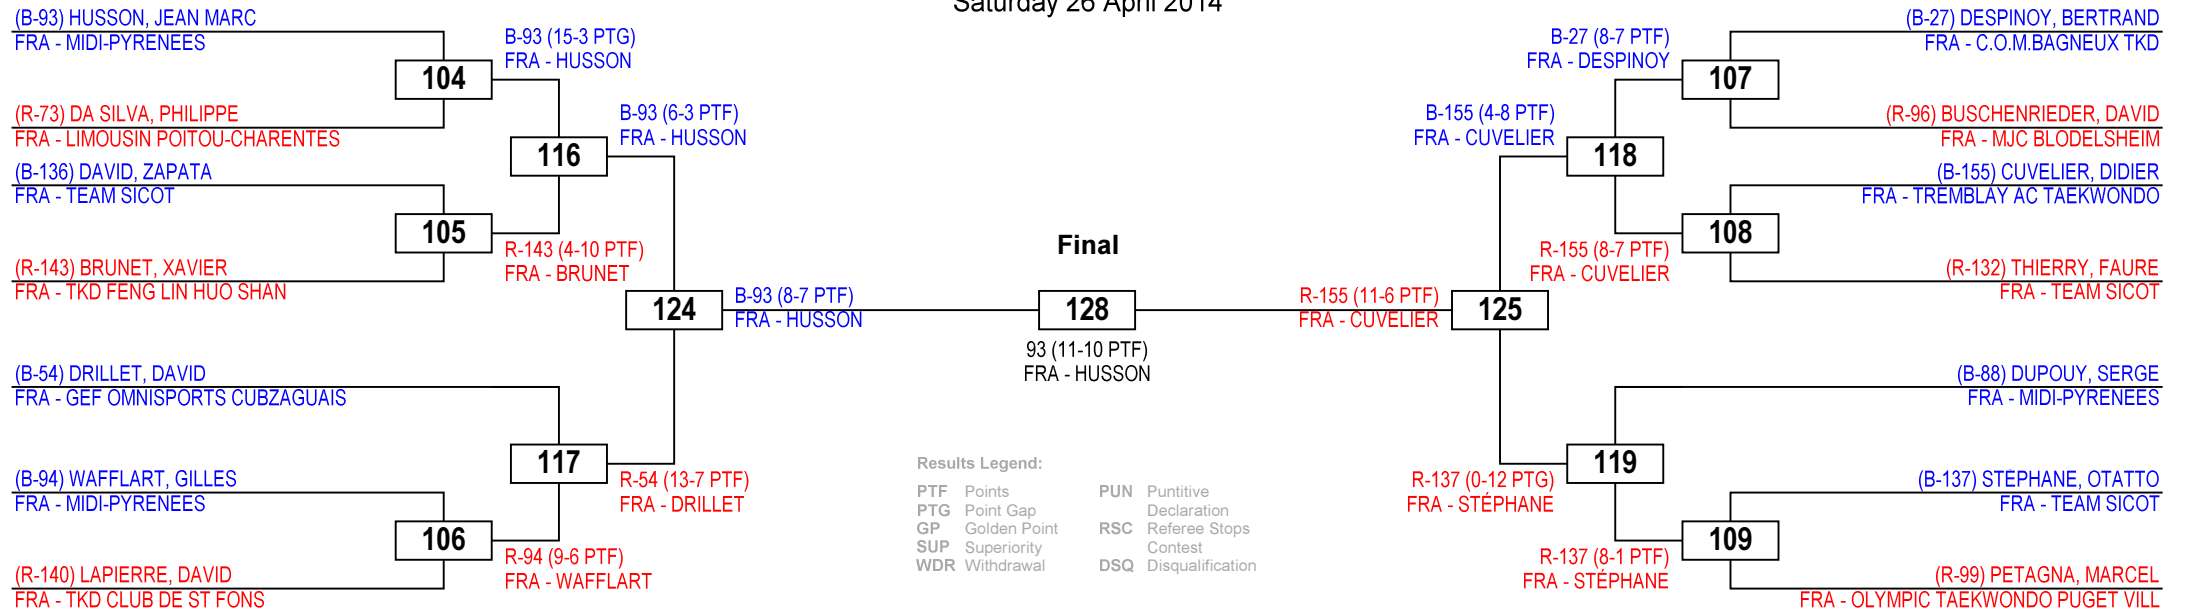 Saturday 26 April 2014
(B-93) HUSSON, JEAN MARC
FRA - MIDI-PYRENEES
(R-73) DA SILVA, PHILIPPE
FRA - LIMOUSIN POITOU-CHARENTES
(B-136) DAVID, ZAPATA
FRA - TEAM SICOT
(R-143) BRUNET, XAVIER
FRA - TKD FENG LIN HUO SHAN
(B-54) DRILLET, DAVID
FRA - GEF OMNISPORTS CUBZAGUAIS
(B-94) WAFFLART, GILLES
FRA - MIDI-PYRENEES
(R-140) LAPIERRE, DAVID
FRA - TKD CLUB DE ST FONS
104
105
106
B-93 (15-3 PTG)
FRA - HUSSON
R-143 (4-10 PTF)
FRA - BRUNET
R-94 (9-6 PTF)
FRA - WAFFLART
116
117
B-93 (6-3 PTF)
FRA - HUSSON
R-54 (13-7 PTF)
FRA - DRILLET
124
B-93 (8-7 PTF)
FRA - HUSSON
Final
128
93 (11-10 PTF)
FRA - HUSSON
R-155 (11-6 PTF)
FRA - CUVELIER
125
B-155 (4-8 PTF)
FRA - CUVELIER
R-137 (0-12 PTG)
FRA - STÉPHANE
118
119
B-27 (8-7 PTF)
FRA - DESPINOY
R-155 (8-7 PTF)
FRA - CUVELIER
R-137 (8-1 PTF)
FRA - STÉPHANE
107
108
109
(B-27) DESPINOY, BERTRAND
FRA - C.O.M.BAGNEUX TKD
(R-96) BUSCHENRIEDER, DAVID
FRA - MJC BLODELSHEIM
(B-155) CUVELIER, DIDIER
FRA - TREMBLAY AC TAEKWONDO
(R-132) THIERRY, FAURE
FRA - TEAM SICOT
(B-88) DUPOUY, SERGE
FRA - MIDI-PYRENEES
(B-137) STÉPHANE, OTATTO
FRA - TEAM SICOT
(R-99) PETAGNA, MARCEL
FRA - OLYMPIC TAEKWONDO PUGET VILL
Results Legend:
PTF Points
PTG Point Gap
GP Golden Point
SUP Superiority
WDR Withdrawal
PUN Puntitive
Declaration
RSC Referee Stops
Contest
DSQ Disqualification